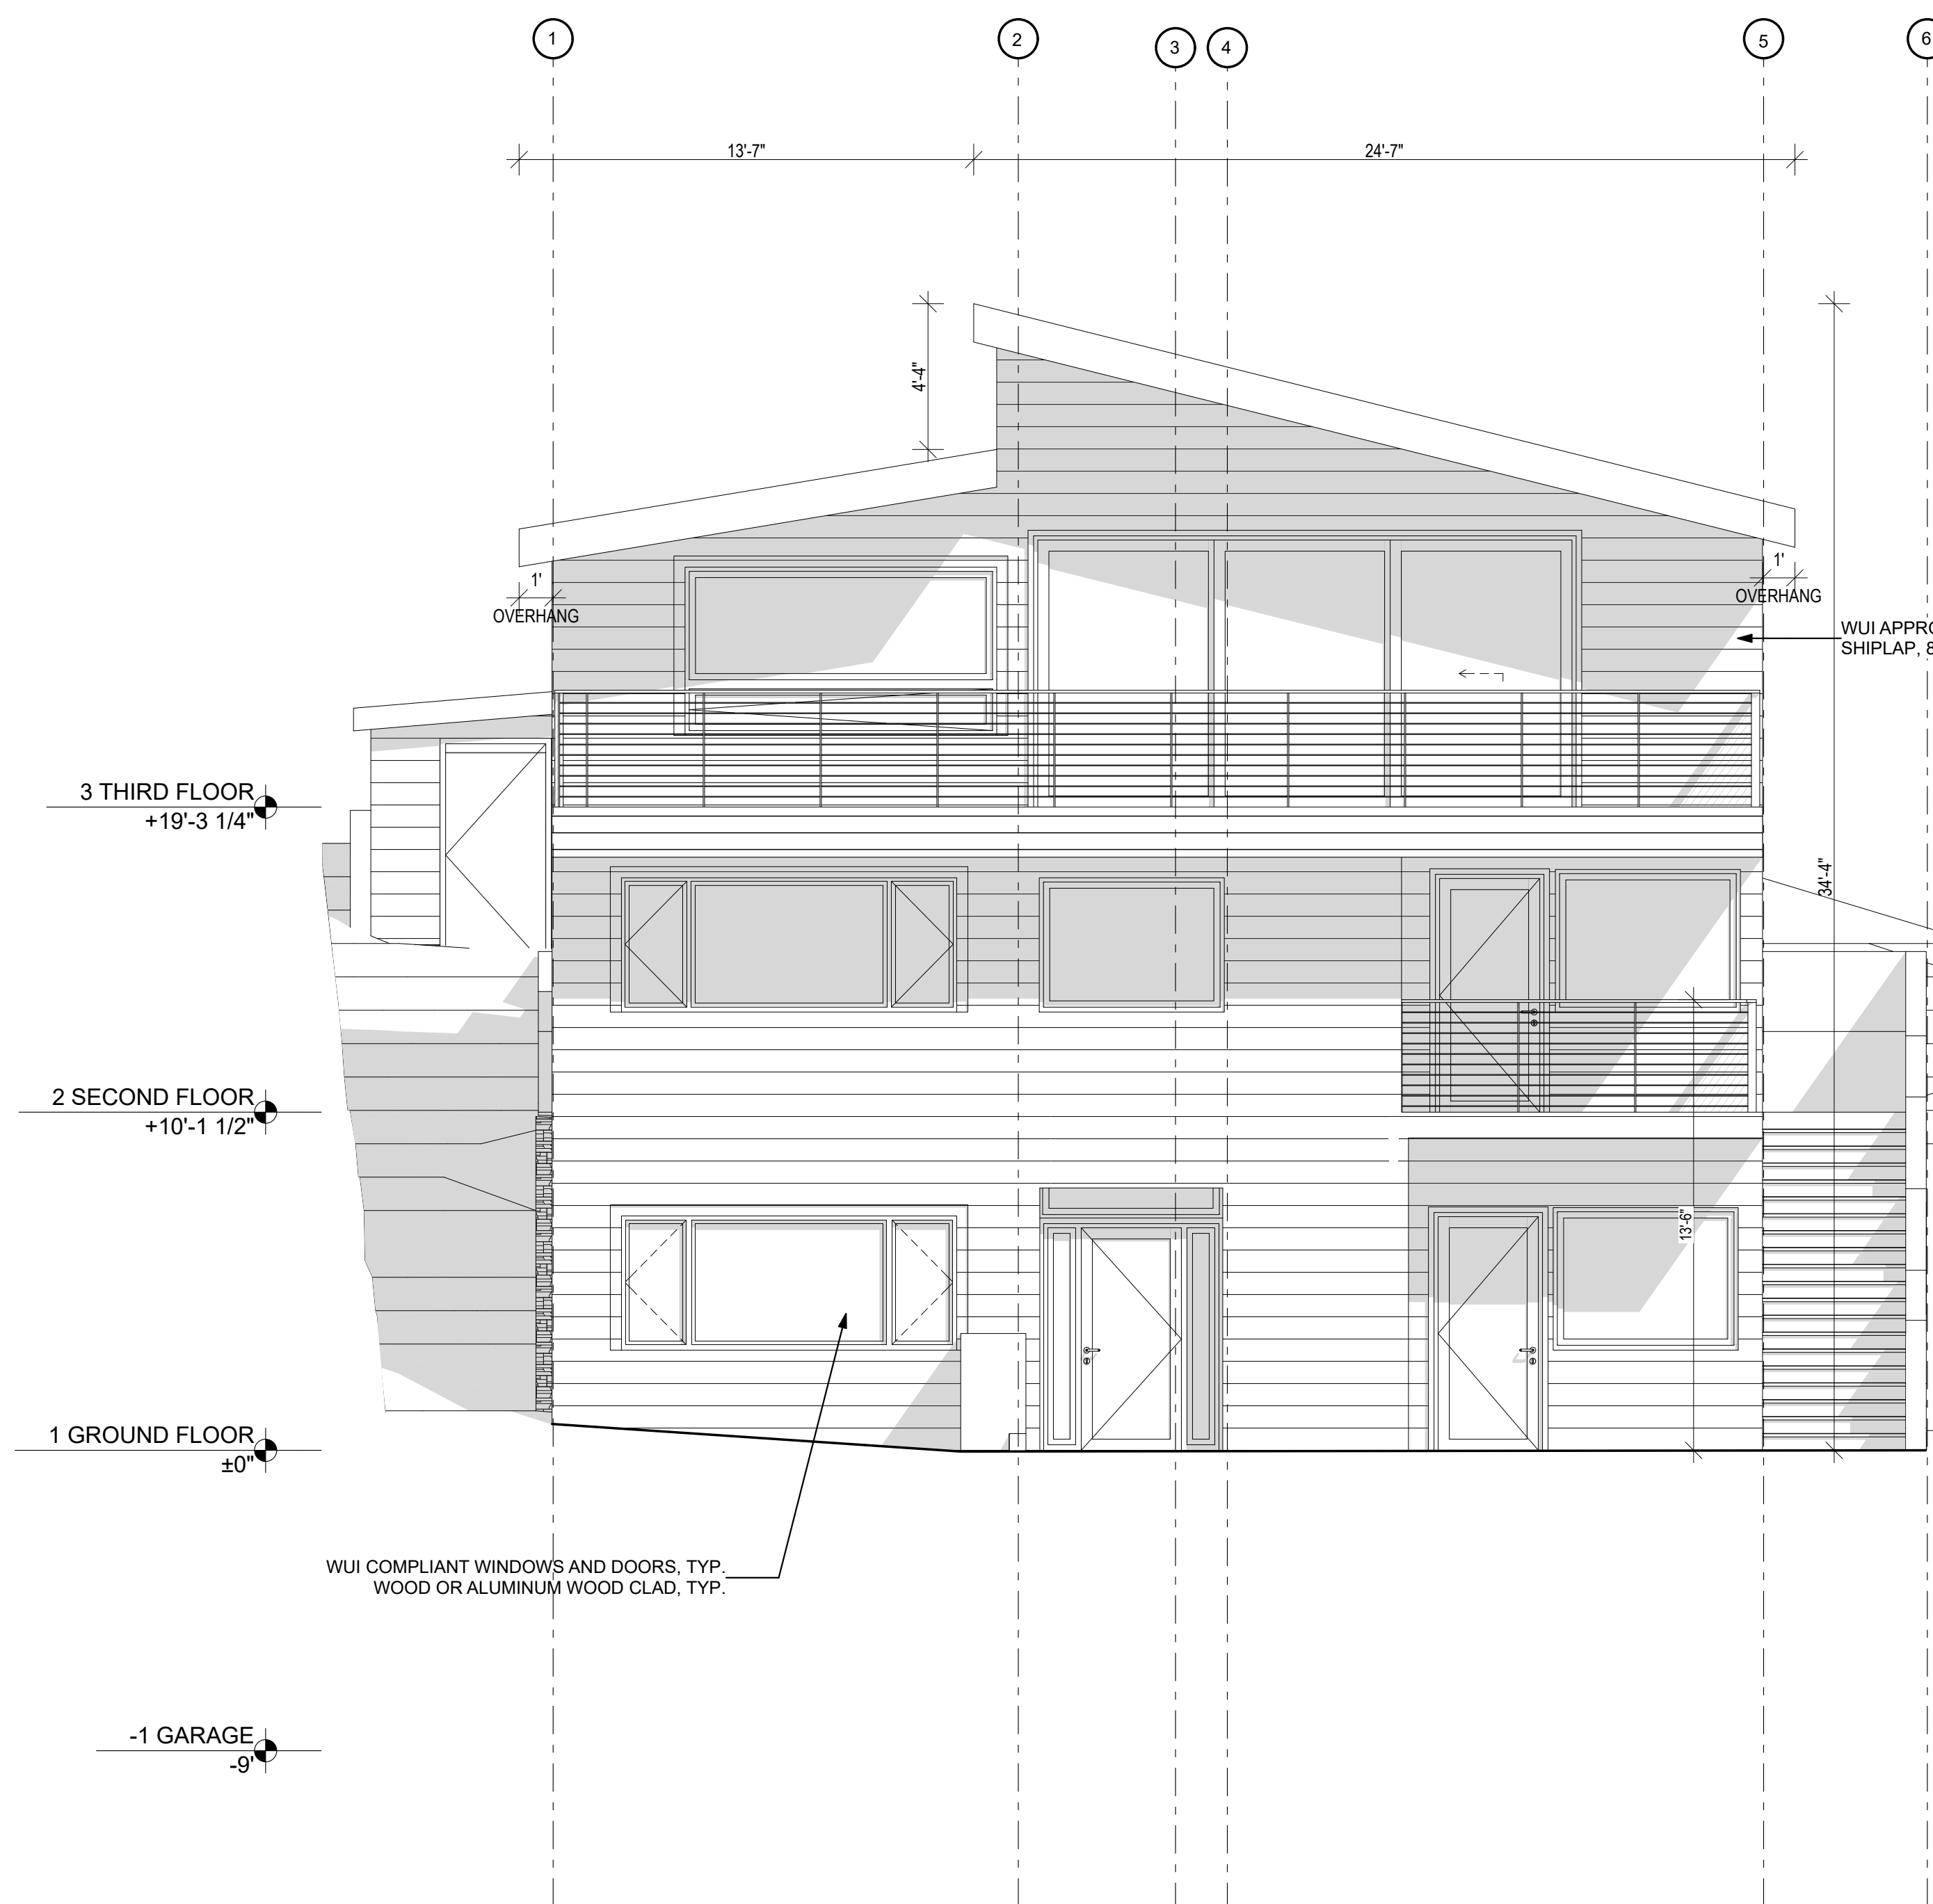 1
2
3
4
5
6
13'-7"
24'-7"
4'-4"
1'
OVERHANG
1'
OVERHANG
WUI APPRO
SHIPLAP, 8
3 THIRD FLOOR
+19'-3 1/4"
34'-4"
2 SECOND FLOOR
+10'-1 1/2"
13'-6"
1 GROUND FLOOR
±0"
WUI COMPLIANT WINDOWS AND DOORS, TYP.
WOOD OR ALUMINUM WOOD CLAD, TYP.
-1 GARAGE
-9'